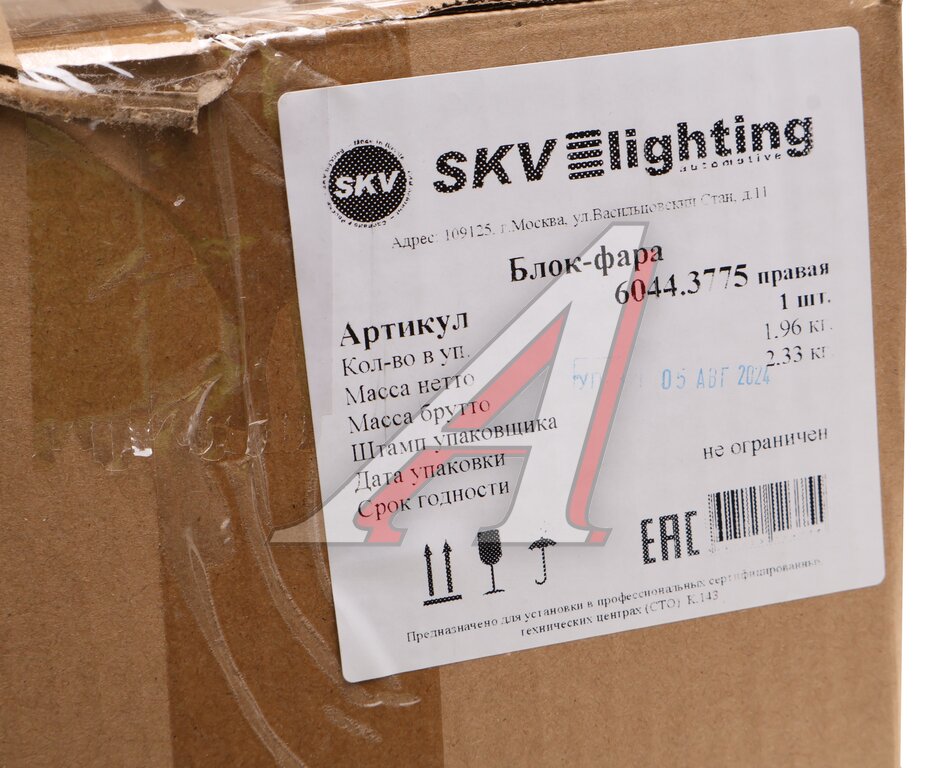 SKV
SKV lighting
automotive
Адрес: 109125, г.Москва, ул.Васильцовский Стан, д.11
Блок-фара
Артикул 6044.3775 правая
Кол-во в уп. 1 шт.
Масса нетто 1.96 кг.
Масса брутто 2.33 кг.
Штамп упаковщика
Дата упаковки 05 АВГ 2024
Срок годности не ограничен
EAC
Предназначено для установки в профессиональных сертифицированных
технических центрах (СТО) К.143